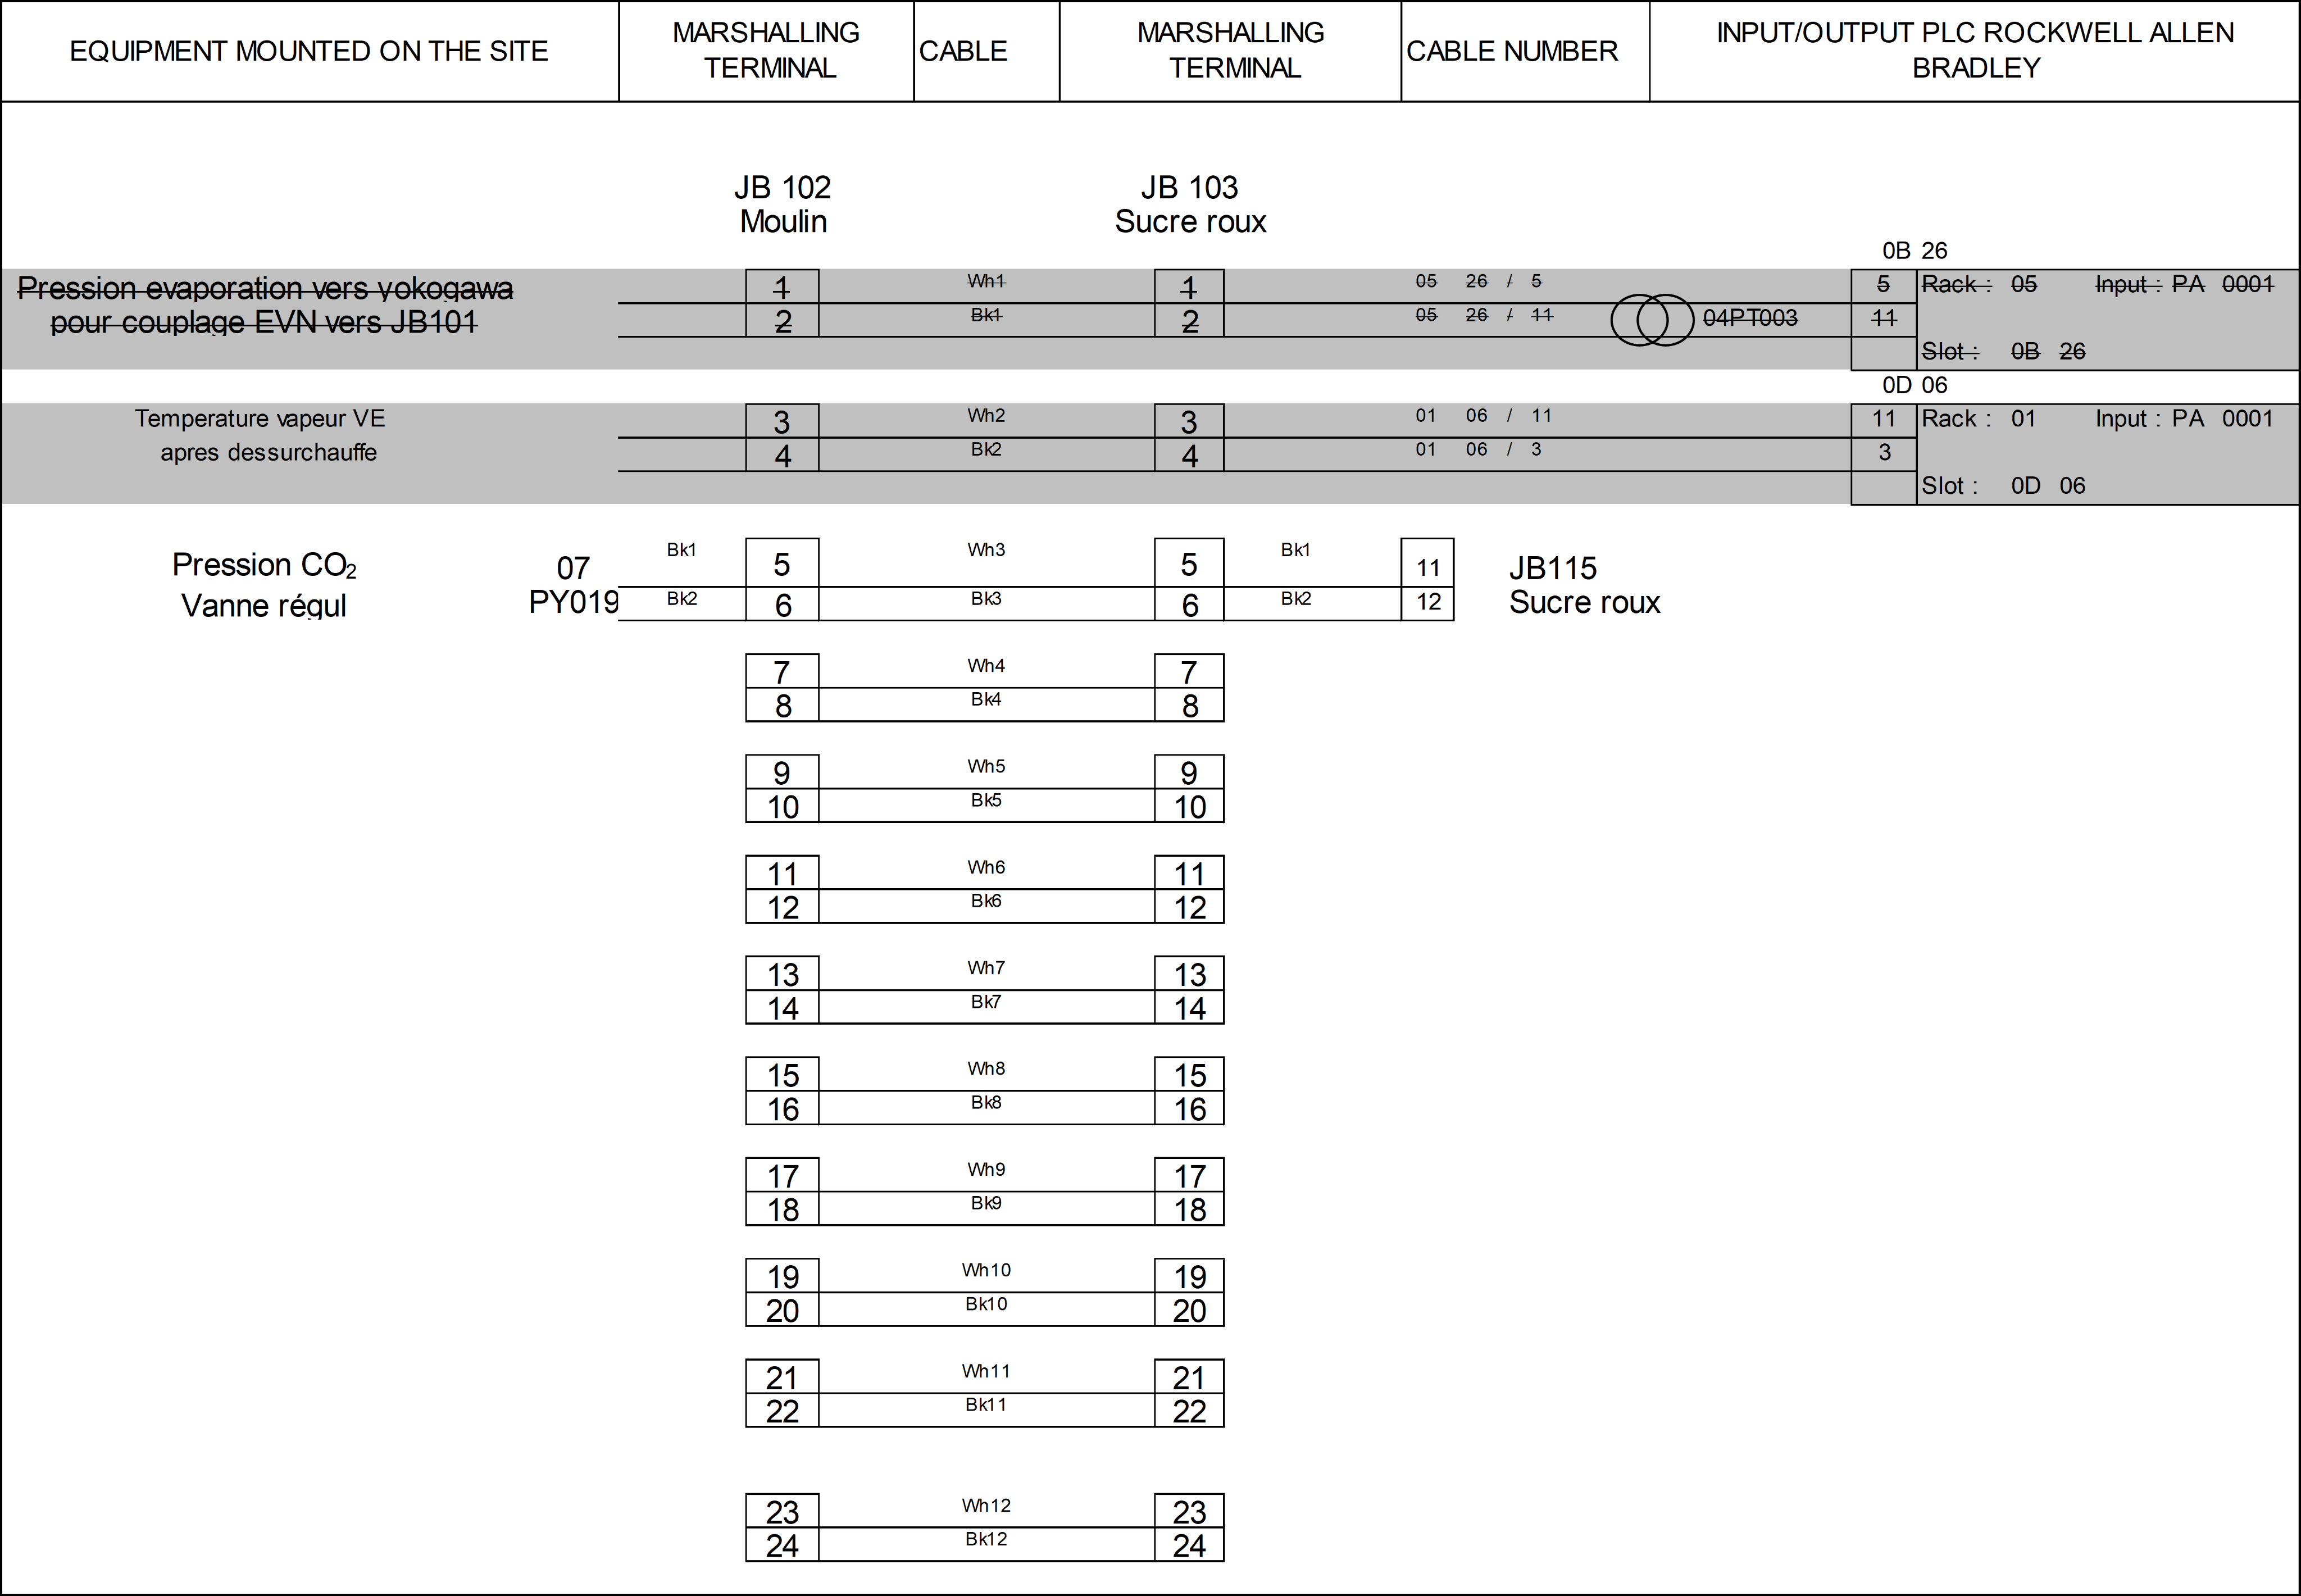 EQUIPMENT MOUNTED ON THE SITE
MARSHALLING
TERMINAL
CABLE
MARSHALLING
TERMINAL
CABLE NUMBER
INPUT/OUTPUT PLC ROCKWELL ALLEN
BRADLEY
JB 102
Moulin
JB 103
Sucre roux
0B 26
Pression evaporation vers yokogawa 1 Wh1 1 05 26 / 5 5 Rack : 05 Input : PA 0001
pour couplage EVN vers JB101 2 Bk1 2 05 26 / 11 04PT003 11
Slot : 0B 26
0D 06
Temperature vapeur VE 3 Wh2 3 01 06 / 11 11 Rack : 01 Input : PA 0001
apres dessurchauffe 4 Bk2 4 01 06 / 3 3
Slot : 0D 06
Pression CO₂ 07 Bk1 5 Wh3 5 Bk1 11 JB115
Vanne régul PY019 Bk2 6 Bk3 6 Bk2 12 Sucre roux
7 Wh4 7
8 Bk4 8
9 Wh5 9
10 Bk5 10
11 Wh6 11
12 Bk6 12
13 Wh7 13
14 Bk7 14
15 Wh8 15
16 Bk8 16
17 Wh9 17
18 Bk9 18
19 Wh10 19
20 Bk10 20
21 Wh11 21
22 Bk11 22
23 Wh12 23
24 Bk12 24